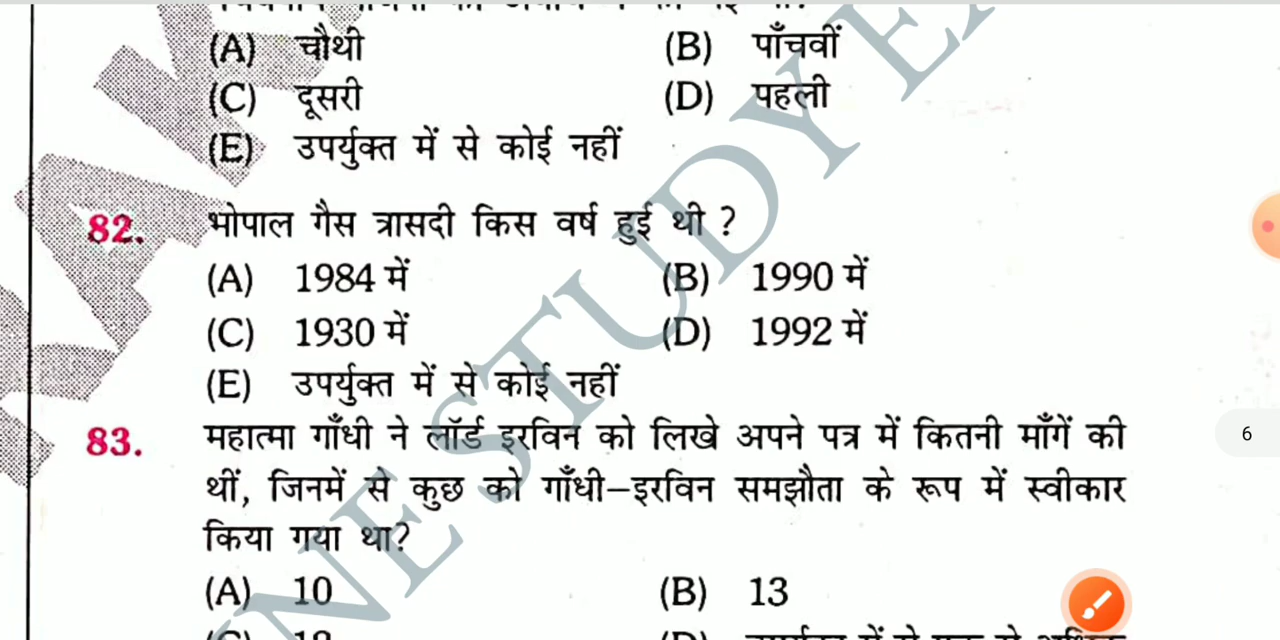 (A) चौथी (B) पाँचवीं
(C) दूसरी (D) पहली
(E) उपर्युक्त में से कोई नहीं
82. भोपाल गैस त्रासदी किस वर्ष हुई थी ?
(A) 1984 में (B) 1990 में
(C) 1930 में (D) 1992 में
(E) उपर्युक्त में से कोई नहीं
83. महात्मा गाँधी ने लॉर्ड इरविन को लिखे अपने पत्र में कितनी माँगें की
थीं, जिनमें से कुछ को गाँधी–इरविन समझौता के रूप में स्वीकार
किया गया था?
(A) 10 (B) 13
6